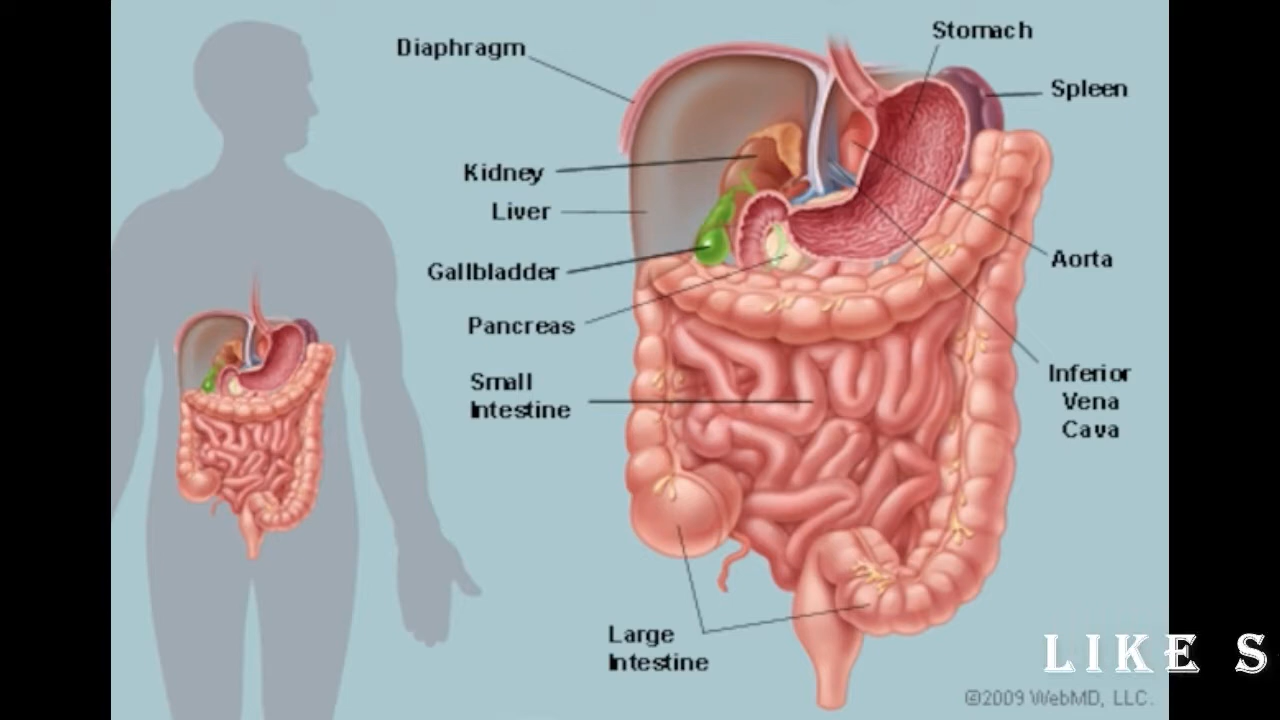 Diaphragm
Stomach
Spleen
Kidney
Liver
Gallbladder
Aorta
Pancreas
Small
Intestine
Inferior
Vena
Cava
Large
Intestine
LIKE S
©2009 WebMD, LLC.